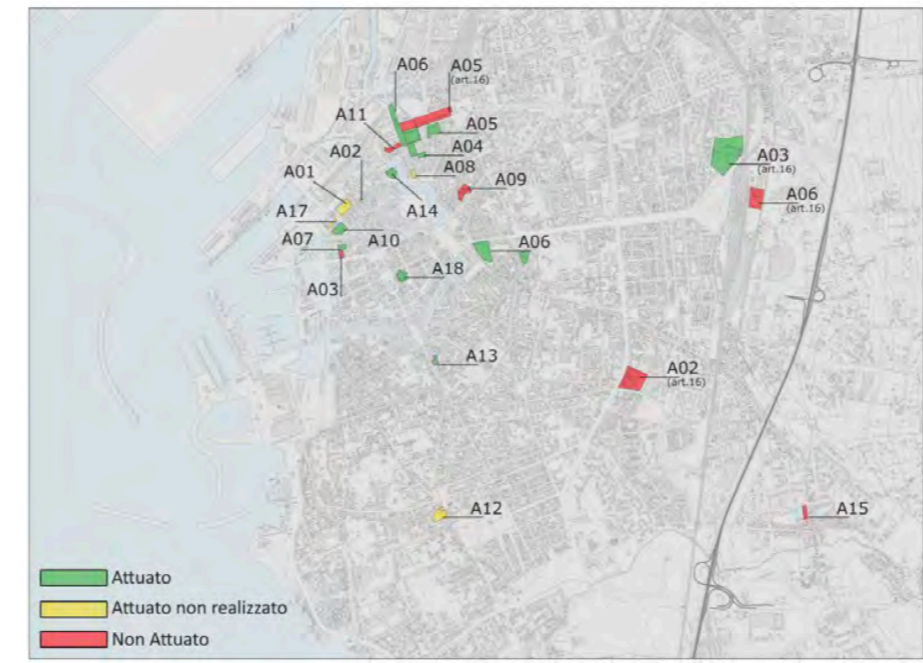 A06
A05
(art.16)
A11
A05
A02
A04
A03
(art.16)
A01
A08
A09
A06
(art.16)
A17
A14
A07
A10
A06
A03
A18
A13
A02
(art.16)
A12
A15
Attuato
Attuato non realizzato
Non Attuato